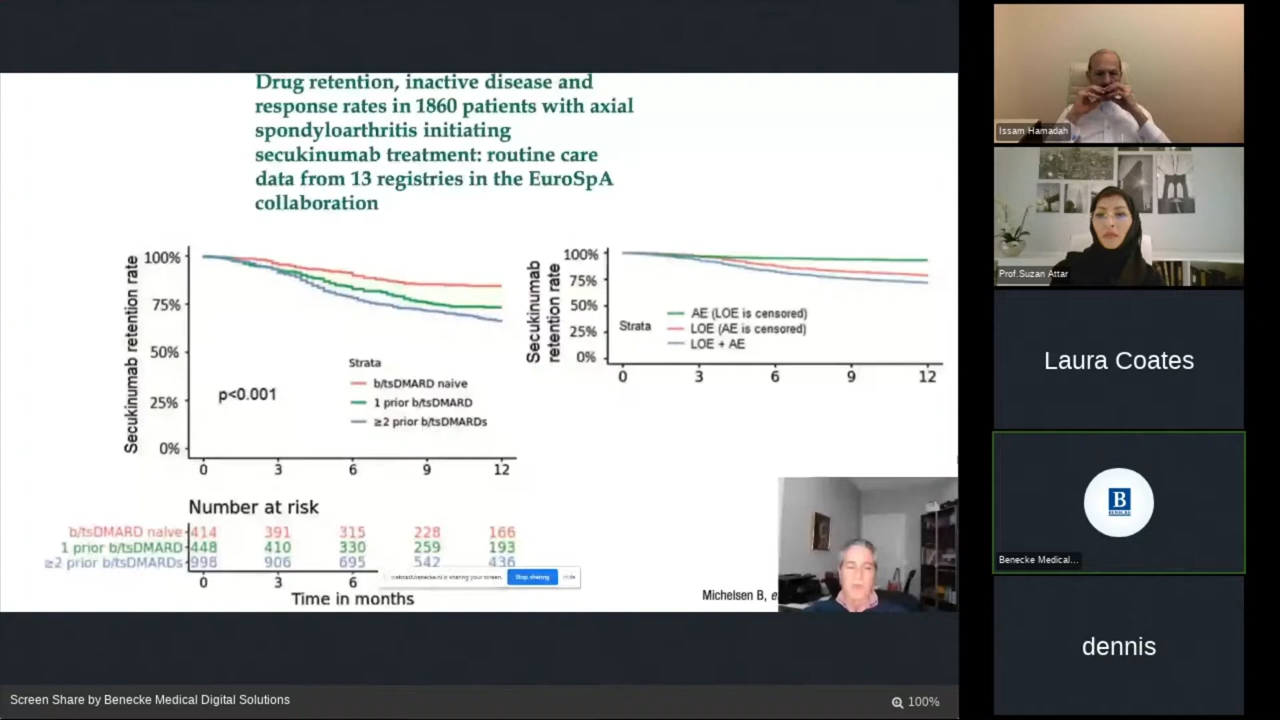 Drug retention, inactive disease and
response rates in 1860 patients with axial
spondyloarthritis initiating
secukinumab treatment: routine care
data from 13 registries in the EuroSpA
collaboration
Secukinumab retention rate
100%
75%
50%
25%
0%
p<0.001
Strata
b/tsDMARD naive
1 prior b/tsDMARD
≥2 prior b/tsDMARDs
0 3 6 9 12
Secukinumab
retention rate
100%
75%
50%
25%
0%
Strata
AE (LOE is censored)
LOE (AE is censored)
LOE + AE
0 3 6 9 12
Number at risk
b/tsDMARD naive 414 391 315 228 166
1 prior b/tsDMARD 448 410 330 259 193
≥2 prior b/tsDMARDs 998 906 695 542 436
0 3 6
Time in months
is sharing your screen. Stop sharing Hide
Michelsen B, e
Issam Hamadah
Prof.Suzan Attar
Laura Coates
B
BENECKE
Benecke Medical...
dennis
Screen Share by Benecke Medical Digital Solutions
100%